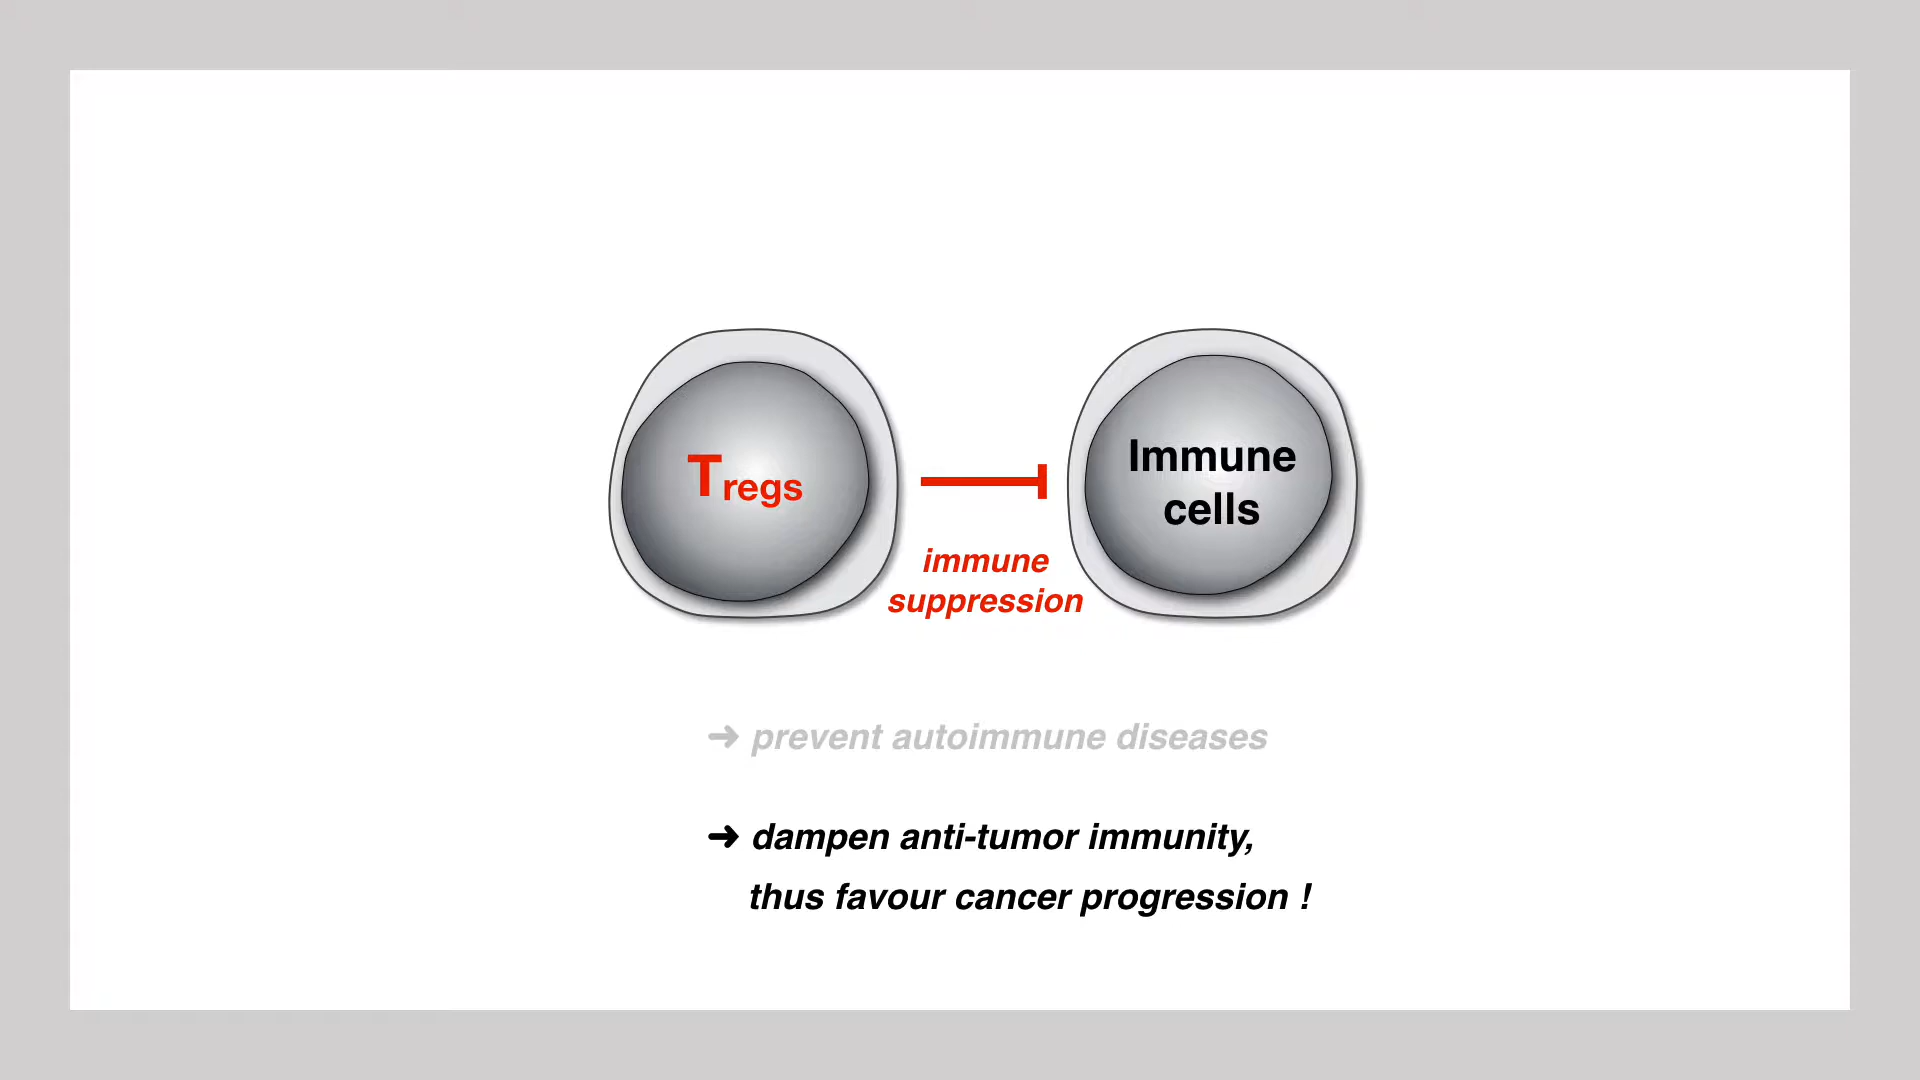 Tregs
Immune
cells
immune
suppression
➜ prevent autoimmune diseases
➜ dampen anti-tumor immunity,
thus favour cancer progression !